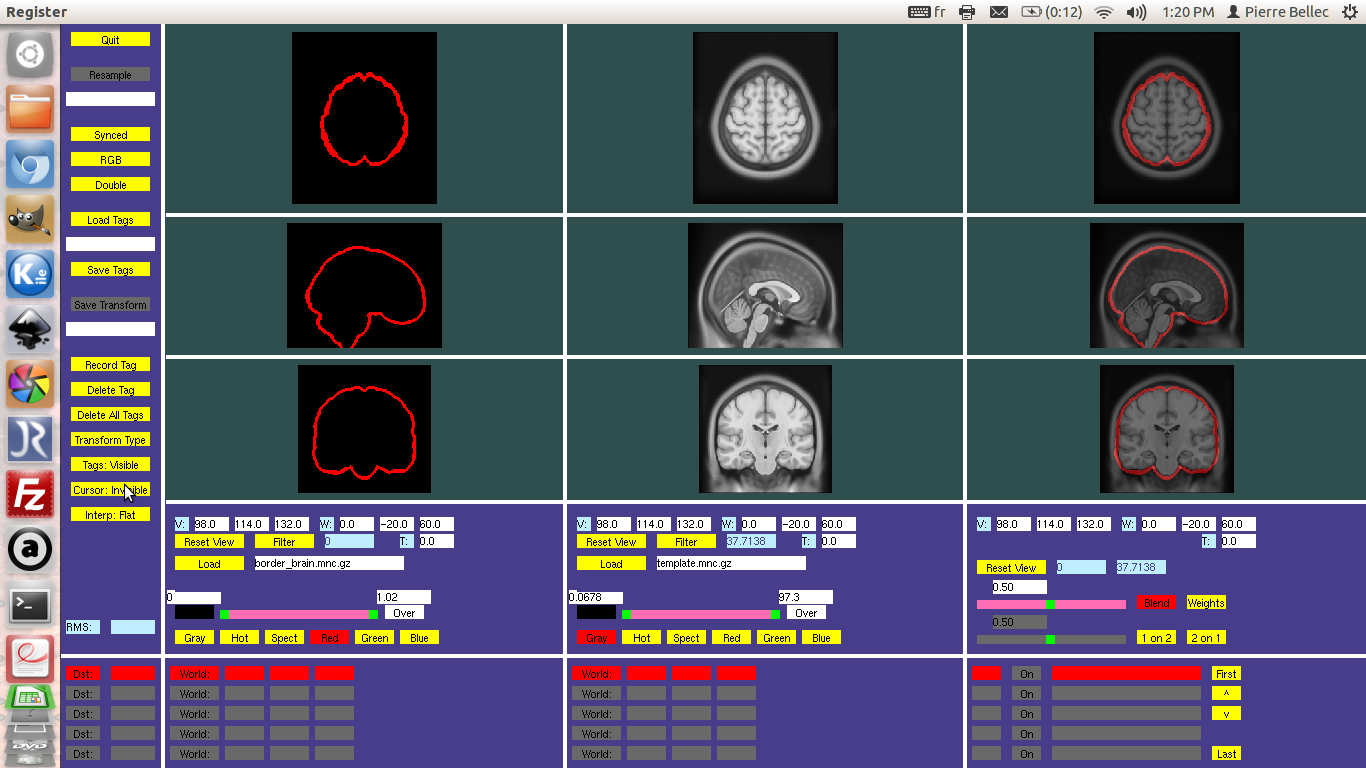 Register fr (0:12) 1:20 PM Pierre Bellec
Quit
Resample
Synced
RGB
Double
Load Tags
Save Tags
Save Transform
Record Tag
Delete Tag
Delete All Tags
Transform Type
Tags: Visible
Cursor: Invisible
Interp: Flat
RMS:
V: 98.0 114.0 132.0 W: 0.0 -20.0 60.0
Reset View Filter 0 T: 0.0
Load border_brain.mnc.gz
0 1.02
Over
Gray Hot Spect Red Green Blue
V: 98.0 114.0 132.0 W: 0.0 -20.0 60.0
Reset View Filter 37.7138 T: 0.0
Load template.mnc.gz
0.0678 97.3
Over
Gray Hot Spect Red Green Blue
V: 98.0 114.0 132.0 W: 0.0 -20.0 60.0
T: 0.0
Reset View 0 37.7138
0.50
Blend Weights
0.50
1 on 2 2 on 1
Dst: World: World: On First
Dst: World: World: On ^
Dst: World: World: On v
Dst: World: World: On
Dst: World: World: On Last
Kile
JR
Fz
a
>_
DVD